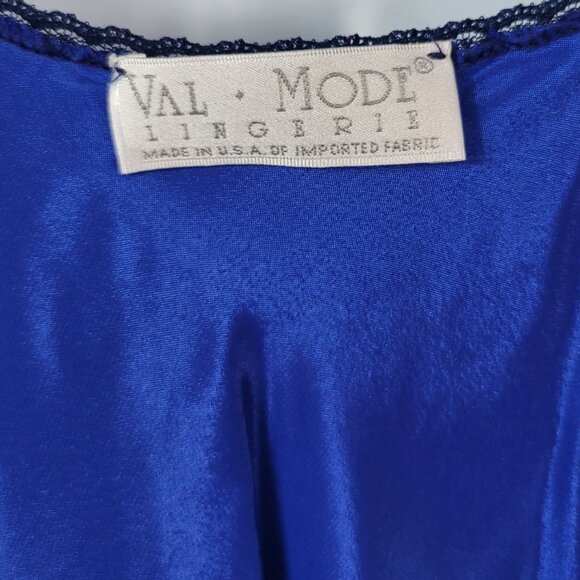 VAL · MODE®
LINGERIE
MADE IN U.S.A. OF IMPORTED FABRIC